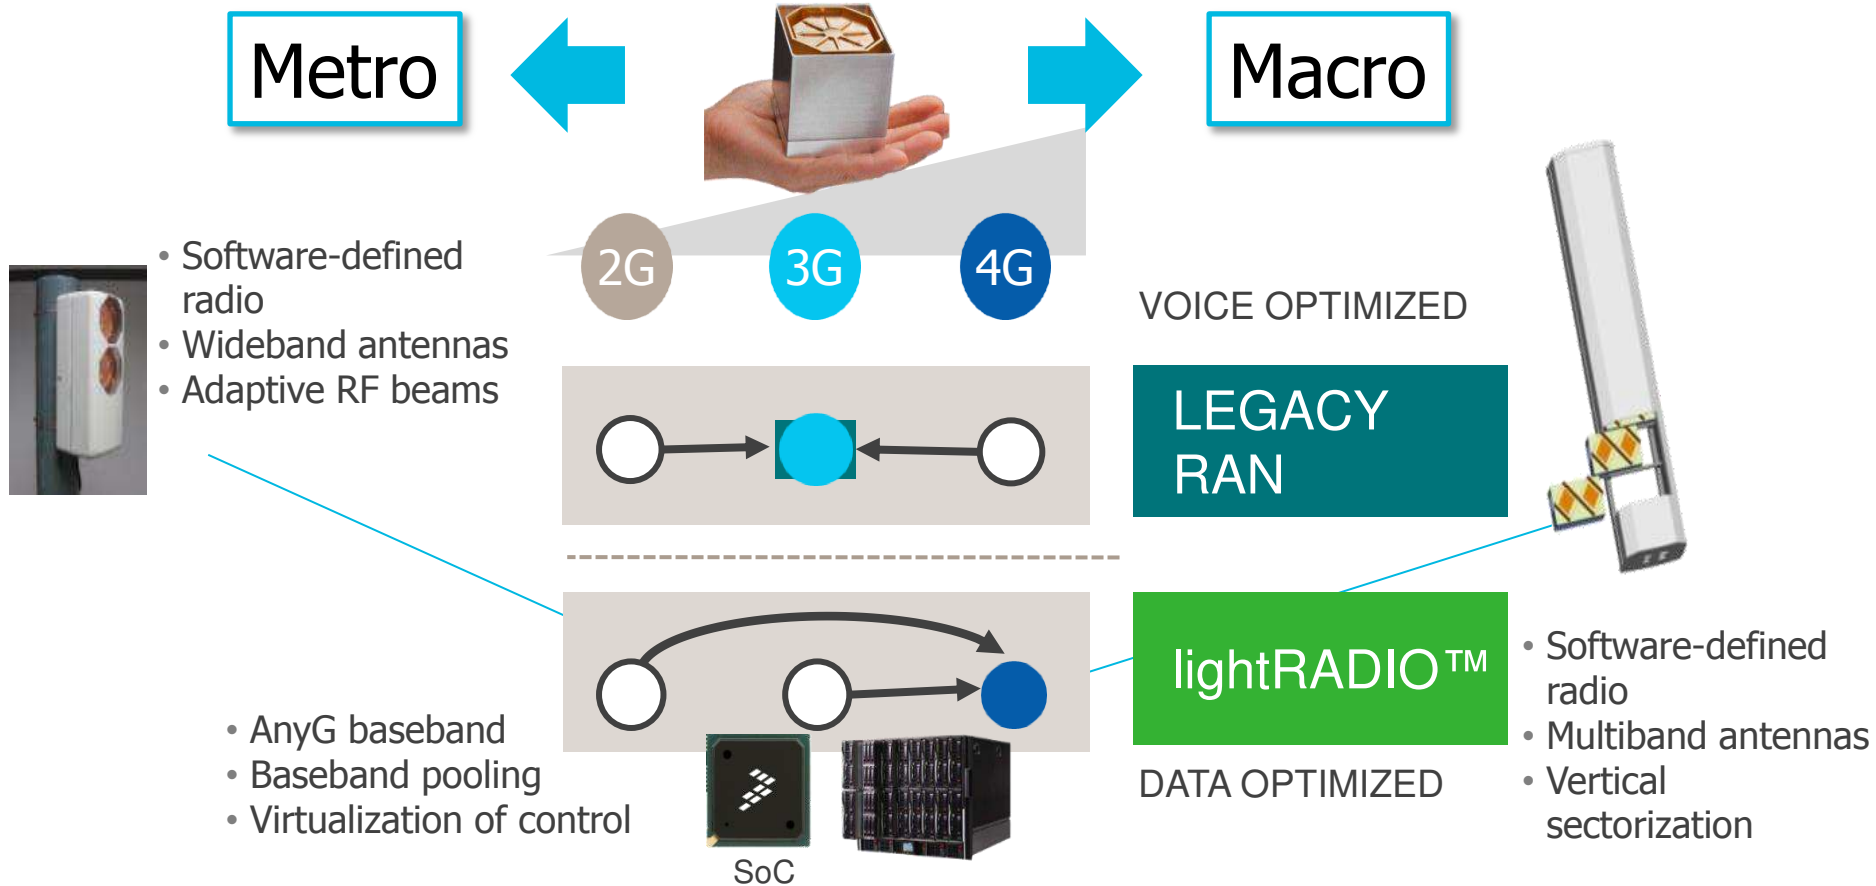 Metro
Macro
2G
3G
4G
• Software-defined
radio
• Wideband antennas
• Adaptive RF beams
VOICE OPTIMIZED
LEGACY
RAN
lightRADIO™
DATA OPTIMIZED
• AnyG baseband
• Baseband pooling
• Virtualization of control
SoC
• Software-defined
radio
• Multiband antennas
• Vertical
sectorization